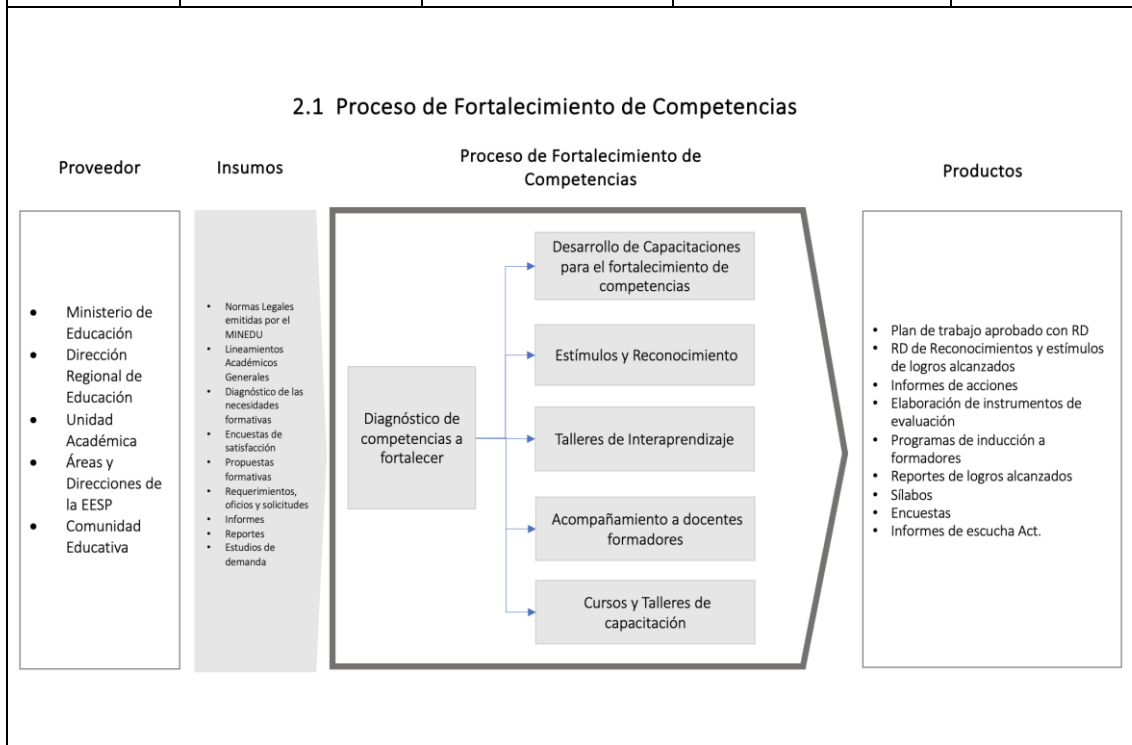 2.1 Proceso de Fortalecimiento de Competencias
Proveedor
Insumos
Proceso de Fortalecimiento de
Competencias
Productos
• Ministerio de
Educación
• Dirección
Regional de
Educación
• Unidad
Académica
• Áreas y
Direcciones de
la EESP
• Comunidad
Educativa
• Normas Legales
emitidas por el
MINEDU
• Lineamientos
Académicos
Generales
• Diagnóstico de las
necesidades
formativas
• Encuestas de
satisfacción
• Propuestas
formativas
• Requerimientos,
oficios y solicitudes
• Informes
• Reportes
• Estudios de
demanda
Diagnóstico de
competencias a
fortalecer
Desarrollo de Capacitaciones
para el fortalecimiento de
competencias
Estímulos y Reconocimiento
Talleres de Interaprendizaje
Acompañamiento a docentes
formadores
Cursos y Talleres de
capacitación
• Plan de trabajo aprobado con RD
• RD de Reconocimientos y estímulos
de logros alcanzados
• Informes de acciones
• Elaboración de instrumentos de
evaluación
• Programas de inducción a
formadores
• Reportes de logros alcanzados
• Sílabos
• Encuestas
• Informes de escucha Act.